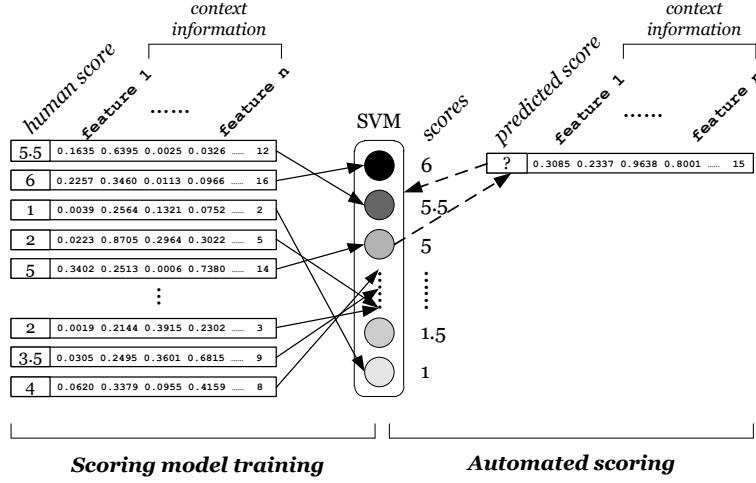 context
information
context
information
human score
feature 1
……
feature n
SVM
scores
predicted score
feature 1
……
feature n
5.5 0.1635 0.6395 0.0025 0.0326 …… 12
6 0.2257 0.3460 0.0113 0.0966 …… 16
1 0.0039 0.2564 0.1321 0.0752 …… 2
2 0.0223 0.8705 0.2964 0.3022 …… 5
5 0.3402 0.2513 0.0006 0.7380 …… 14
⋮
2 0.0019 0.2144 0.3915 0.2302 …… 3
3.5 0.0305 0.2495 0.3601 0.6815 …… 9
4 0.0620 0.3379 0.0955 0.4159 …… 8
6
5.5
5
1.5
1
? 0.3085 0.2337 0.9638 0.8001 …… 15
Scoring model training
Automated scoring